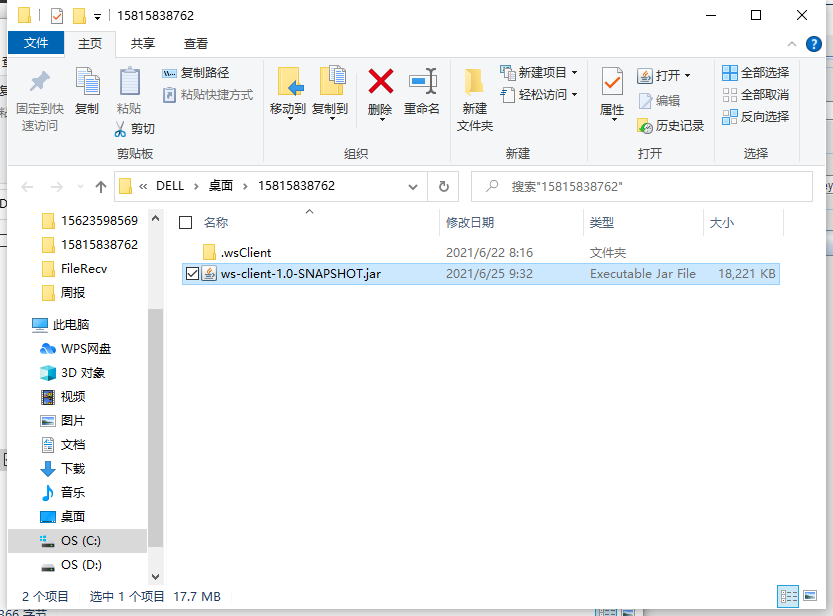 15815838762
文件 主页 共享 查看
固定到快速访问
复制
粘贴
复制路径
粘贴快捷方式
剪切
剪贴板
移动到
复制到
删除
重命名
组织
新建
文件夹
新建项目
轻松访问
新建
属性
打开
编辑
历史记录
打开
全部选择
全部取消
反向选择
选择
« DELL › 桌面 › 15815838762
搜索"15815838762"
名称 修改日期 类型 大小
.wsClient 2021/6/22 8:16 文件夹
ws-client-1.0-SNAPSHOT.jar 2021/6/25 9:32 Executable Jar File 18,221 KB
15623598569
15815838762
FileRecv
周报
此电脑
WPS网盘
3D 对象
视频
图片
文档
下载
音乐
桌面
OS (C:)
OS (D:)
2 个项目 选中 1 个项目 17.7 MB